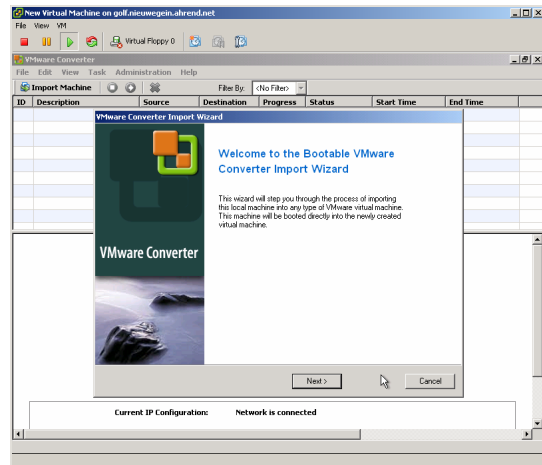 New Virtual Machine on golf.nieuwegein.ahrend.net
File View VM
Virtual Floppy 0
VMware Converter
File Edit View Task Administration Help
Import Machine Filter By: <No Filter>
ID Description Source Destination Progress Status Start Time End Time
VMware Converter Import Wizard
Welcome to the Bootable VMware
Converter Import Wizard
This wizard will step you through the process of importing
this local machine into any type of VMware virtual machine.
This machine will be booted directly into the newly created
virtual machine.
VMware Converter
Next > Cancel
Current IP Configuration: Network is connected